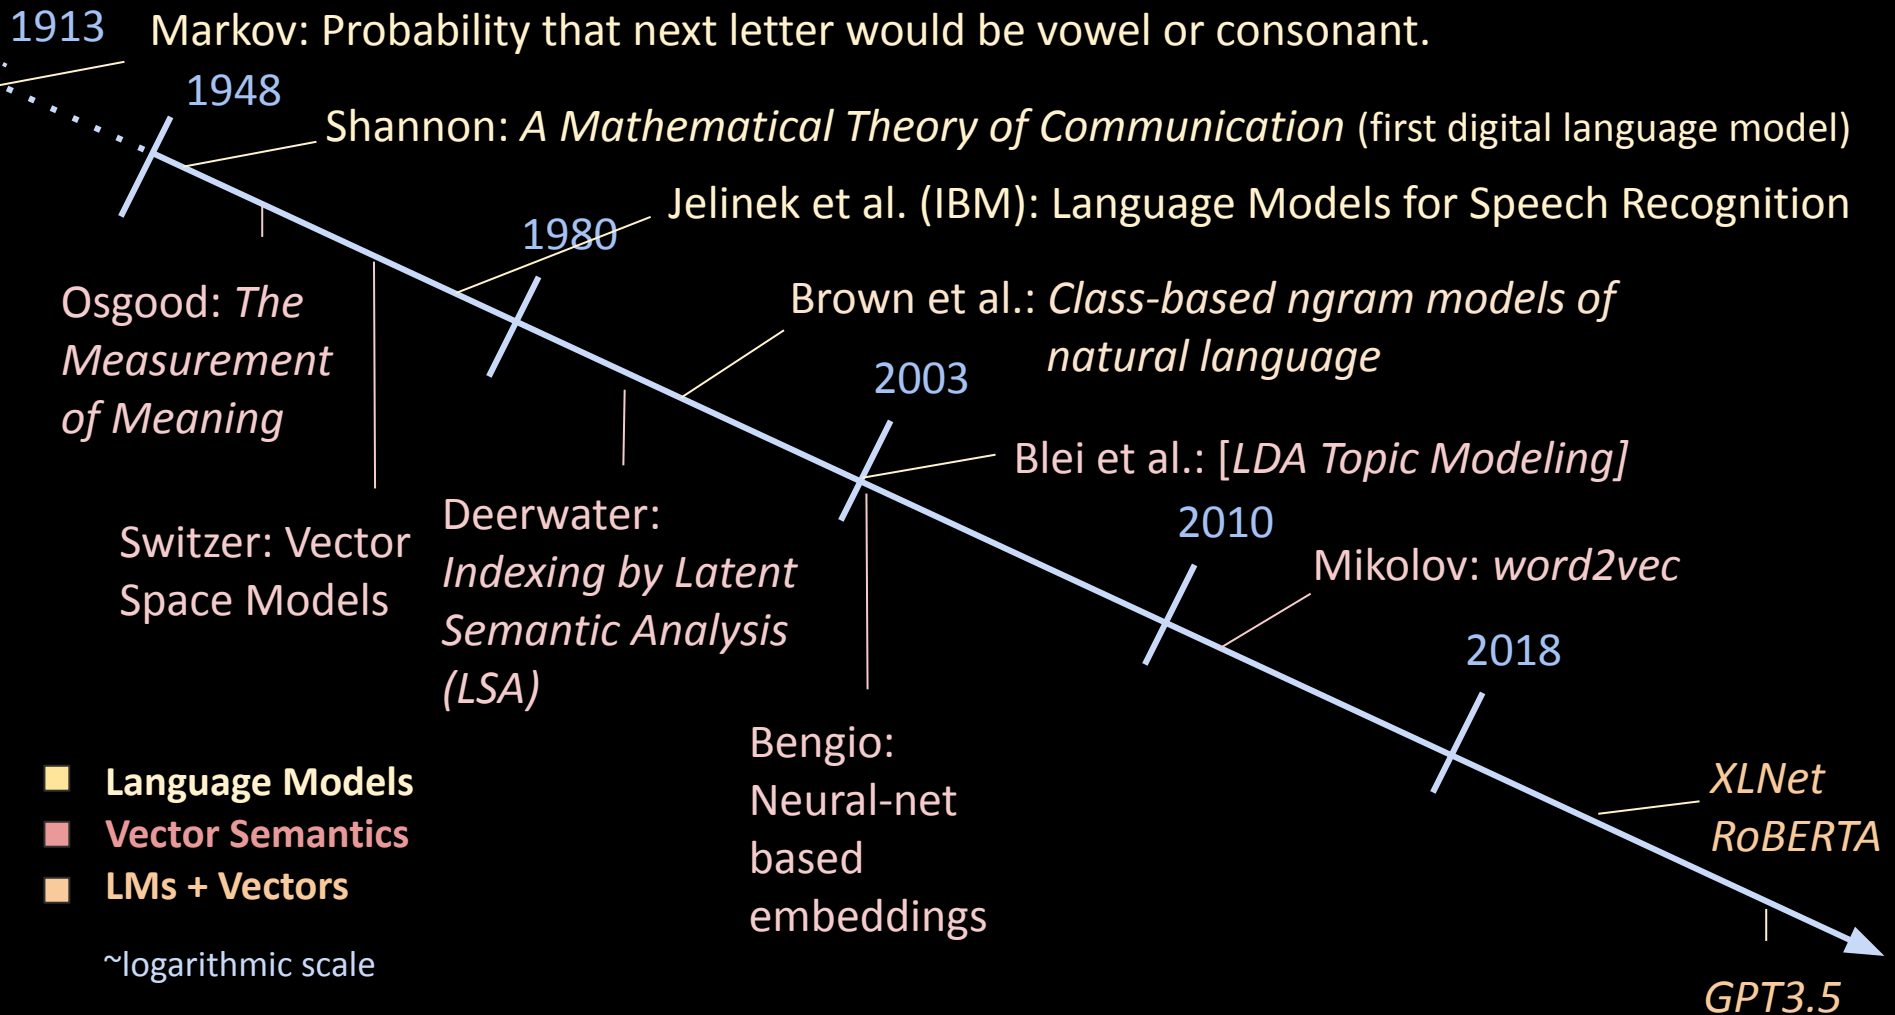 1913
Markov: Probability that next letter would be vowel or consonant.
1948
Shannon: A Mathematical Theory of Communication (first digital language model)
Jelinek et al. (IBM): Language Models for Speech Recognition
1980
Osgood: The
Measurement
of Meaning
Brown et al.: Class-based ngram models of
natural language
2003
Switzer: Vector
Space Models
Deerwater:
Indexing by Latent
Semantic Analysis
(LSA)
Blei et al.: [LDA Topic Modeling]
2010
Mikolov: word2vec
2018
Bengio:
Neural-net
based
embeddings
XLNet
RoBERTA
GPT3.5
Language Models
Vector Semantics
LMs + Vectors
~logarithmic scale